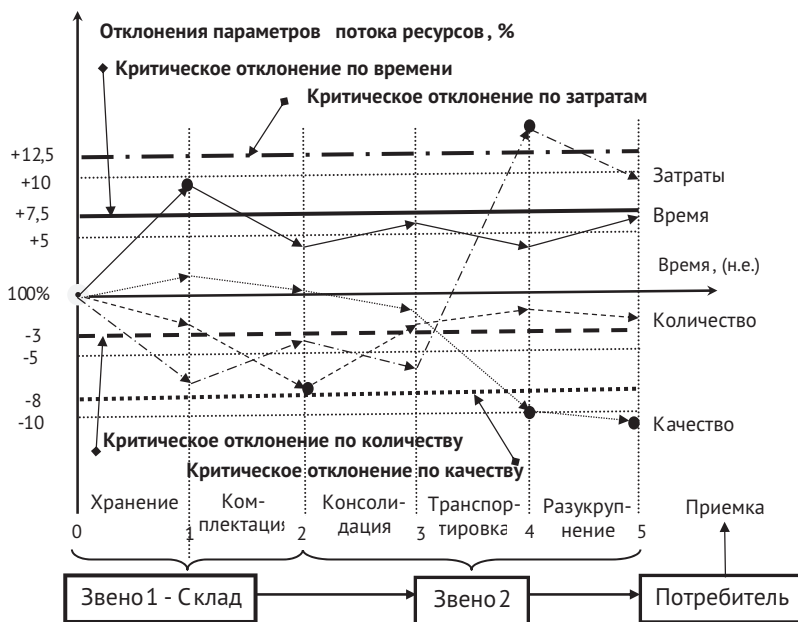 Отклонения параметров потока ресурсов, %
Критическое отклонение по времени
Критическое отклонение по затратам
+12,5
+10
Затраты
+7,5
Время
+5
Время, (н.е.)
100%
Количество
-3
-5
-8
-10
Качество
Критическое отклонение по количеству
Критическое отклонение по качеству
Хранение
Ком-
плектация
Консоли-
дация
Транспор-
тировка
Разукруп-
нение
Приемка
0
1
2
3
4
5
Звено 1 - Склад
Звено 2
Потребитель